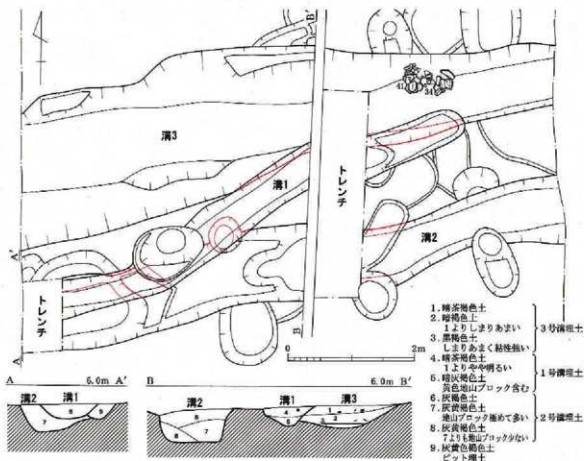 B'
41
34
溝3
溝1
トレンチ
溝2
A'
トレンチ
A
B
0
2m
1. 暗茶褐色土
2. 暗褐色土
1よりしまりあまい
3. 黒褐色土
しまりあまく粘性強い
3号溝埋土
4. 暗茶褐色土
1よりやや明るい
5. 暗灰褐色土
黄色地山ブロック含む
1号溝埋土
6. 灰褐色土
7. 灰黄褐色土
地山ブロック極めて多い
8. 灰黄褐色土
7よりも地山ブロック少ない
2号溝埋土
9. 灰黄色褐色土
ピット埋土
A 6.0m A'
溝2 溝1
7
B 6.0m B'
溝2 溝1 溝3
6
8
7
4
1